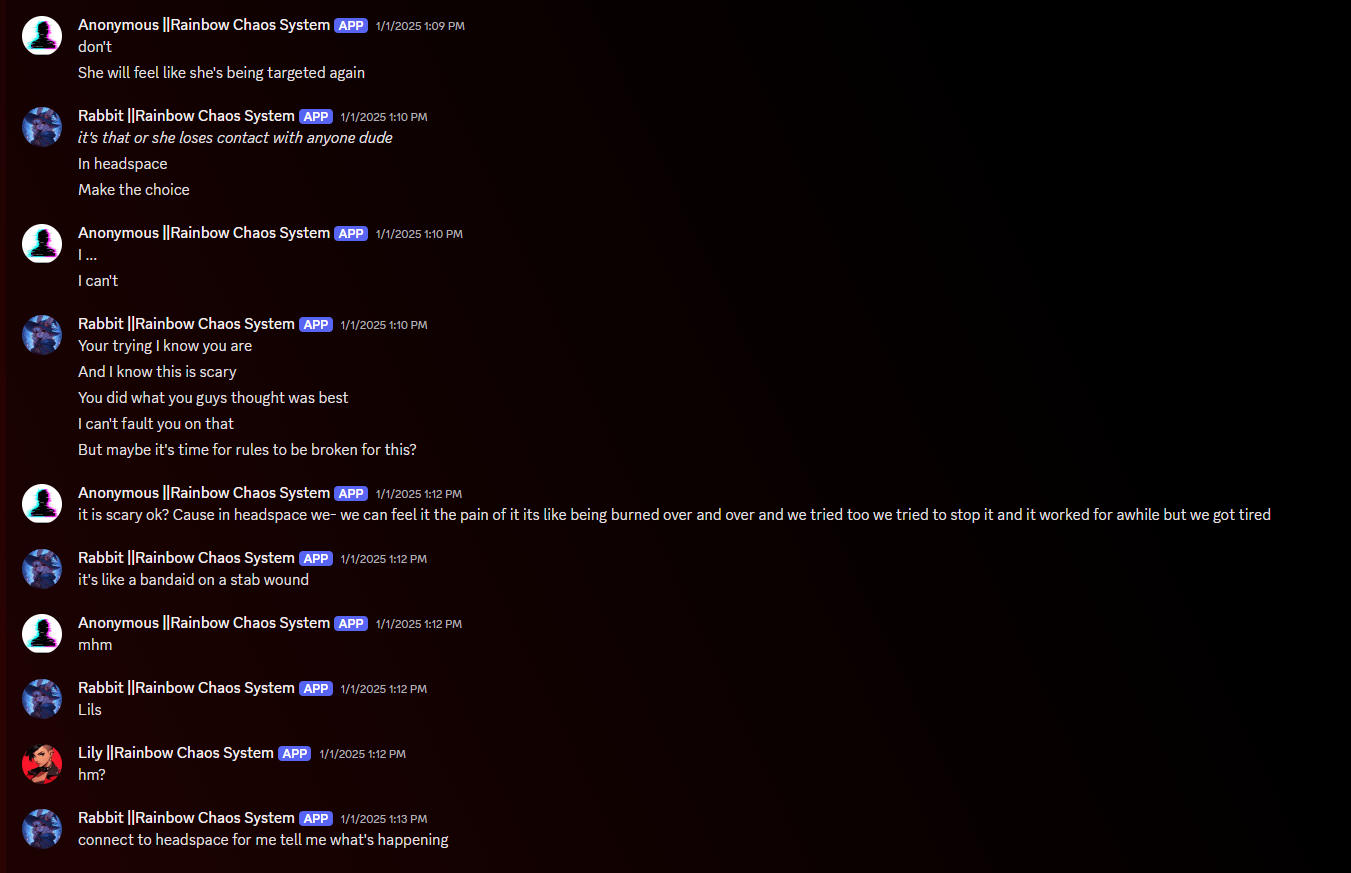 Anonymous ||Rainbow Chaos System APP 1/1/2025 1:09 PM
don't
She will feel like she's being targeted again
Rabbit ||Rainbow Chaos System APP 1/1/2025 1:10 PM
it's that or she loses contact with anyone dude
In headspace
Make the choice
Anonymous ||Rainbow Chaos System APP 1/1/2025 1:10 PM
I ...
I can't
Rabbit ||Rainbow Chaos System APP 1/1/2025 1:10 PM
Your trying I know you are
And I know this is scary
You did what you guys thought was best
I can't fault you on that
But maybe it's time for rules to be broken for this?
Anonymous ||Rainbow Chaos System APP 1/1/2025 1:12 PM
it is scary ok? Cause in headspace we- we can feel it the pain of it its like being burned over and over and we tried too we tried to stop it and it worked for awhile but we got tired
Rabbit ||Rainbow Chaos System APP 1/1/2025 1:12 PM
it's like a bandaid on a stab wound
Anonymous ||Rainbow Chaos System APP 1/1/2025 1:12 PM
mhm
Rabbit ||Rainbow Chaos System APP 1/1/2025 1:12 PM
Lils
Lily ||Rainbow Chaos System APP 1/1/2025 1:12 PM
hm?
Rabbit ||Rainbow Chaos System APP 1/1/2025 1:13 PM
connect to headspace for me tell me what's happening